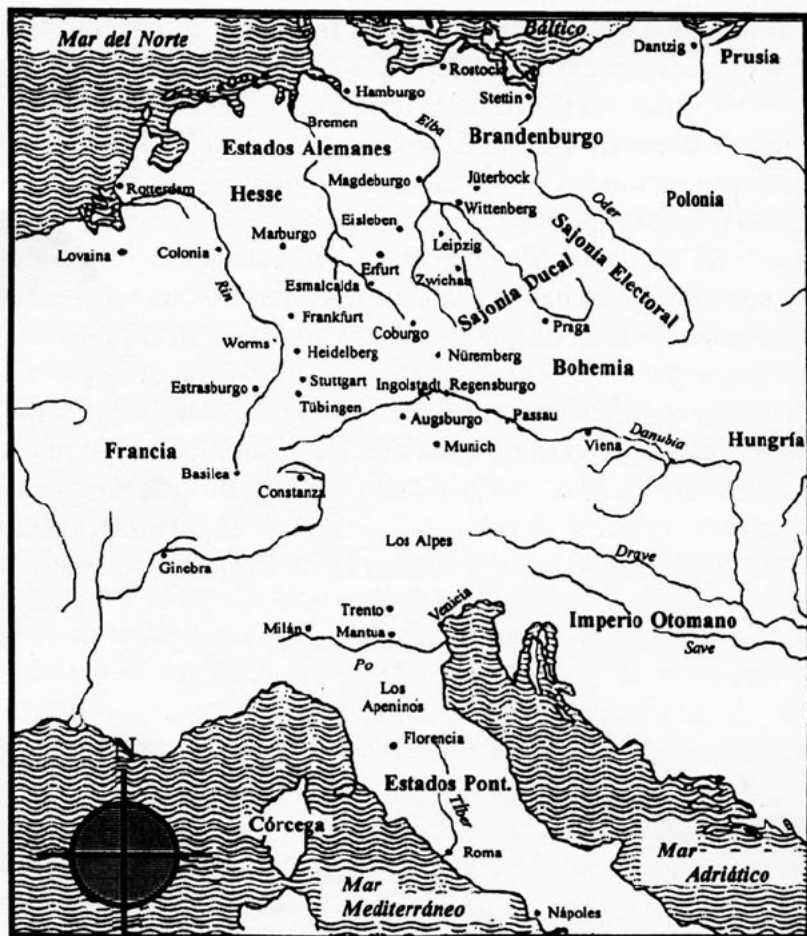 Mar del Norte
Báltico
Dantzig
Prusia
Rostock
Hamburgo
Stettin
Bremen
Elba
Brandenburgo
Estados Alemanes
Magdeburgo
Jüterbock
Rotterdam
Hesse
Wittenberg
Oder
Polonia
Eisleben
Marburgo
Leipzig
Lovaina
Colonia
Erfurt
Zwichau
Sajonia Ducal
Sajonia Electoral
Rin
Esmalcalda
Frankfurt
Coburgo
Praga
Worms
Heidelberg
Nüremberg
Bohemia
Estrasburgo
Stuttgart
Ingolstadt
Regensburgo
Tübingen
Augsburgo
Passau
Danubia
Francia
Munich
Viena
Hungría
Basilea
Constanza
Los Alpes
Drave
Ginebra
Trento
Venicia
Milán
Mantua
Imperio Otomano
Po
Save
Los
Apeninos
N
Florencia
Estados Pont.
Tíber
Córcega
Roma
Mar
Adriático
Mar
Mediterráneo
Nápoles